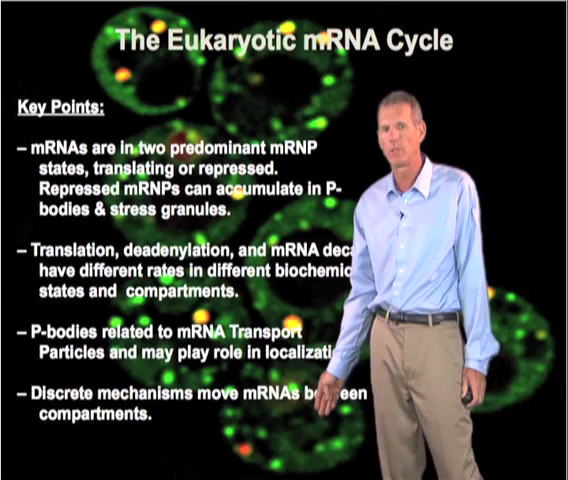 The Eukaryotic mRNA Cycle
Key Points:
– mRNAs are in two predominant mRNP
states, translating or repressed.
Repressed mRNPs can accumulate in P-
bodies & stress granules.
– Translation, deadenylation, and mRNA
have different rates in different
states and compartments.
– P-bodies related to mRNA Transport
Particles and may play role in
– Discrete mechanisms move mRNAs
compartments.